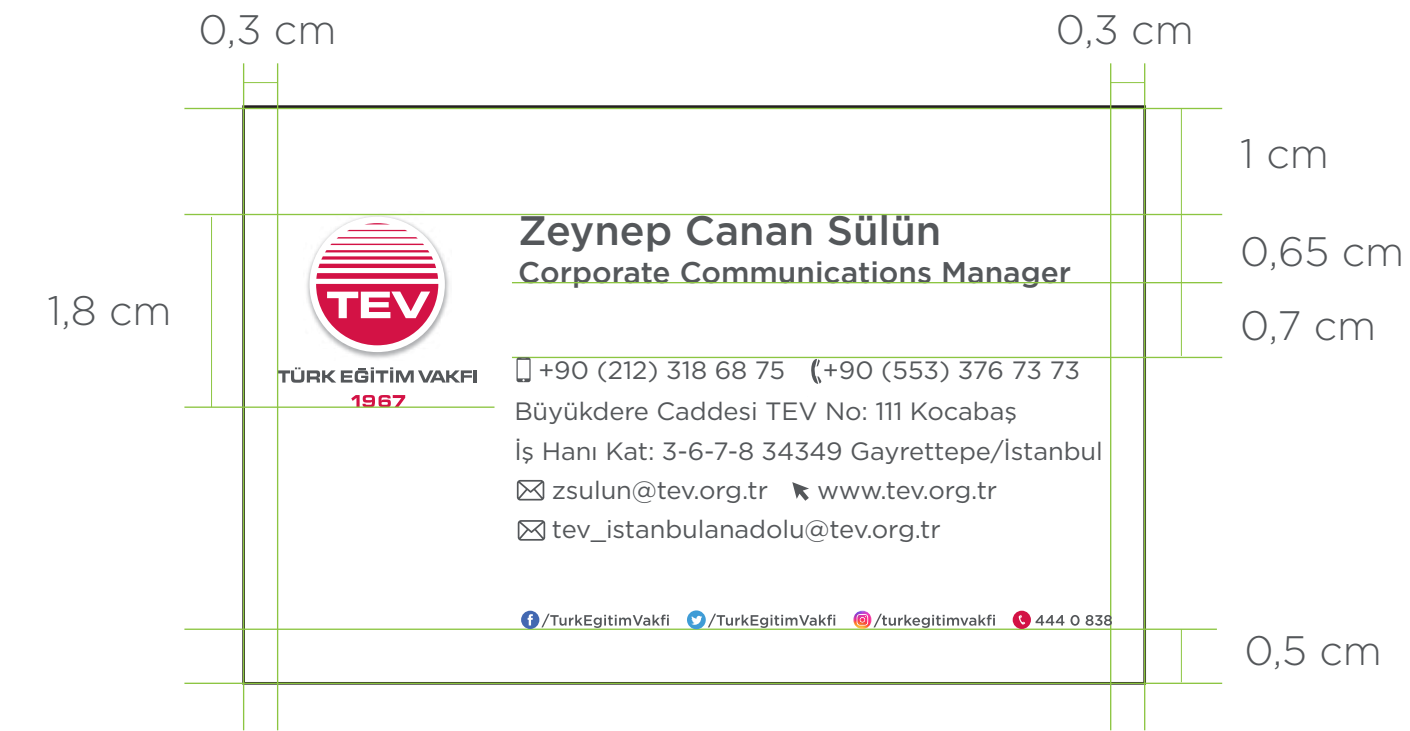 0,3 cm 0,3 cm
1 cm
Zeynep Canan Sülün
0,65 cm
Corporate Communications Manager
TEV
1,8 cm
0,7 cm
TÜRK EĞİTİM VAKFI
1967
+90 (212) 318 68 75 +90 (553) 376 73 73
Büyükdere Caddesi TEV No: 111 Kocabaş
İş Hanı Kat: 3-6-7-8 34349 Gayrettepe/İstanbul
zsulun@tev.org.tr www.tev.org.tr
tev_istanbulanadolu@tev.org.tr
/TurkEgitimVakfi /TurkEgitimVakfi /turkegitimvakfi 444 0 838
0,5 cm